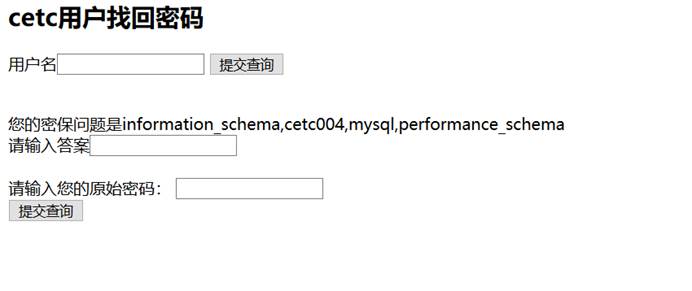 cetc用户找回密码
用户名 提交查询
您的密保问题是information_schema,cetc004,mysql,performance_schema
请输入答案
请输入您的原始密码：
提交查询